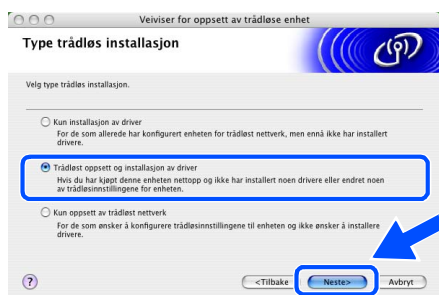 Veiviser for oppsett av trådløse enhet
Type trådløs installasjon
Velg type trådløs installasjon.
Kun installasjon av driver
For de som allerede har konfigurert enheten for trådløst nettverk, men ennå ikke har installert
drivere.
Trådløst oppsett og installasjon av driver
Hvis du har kjøpt denne enheten nettopp og ikke har installert noen drivere eller endret noen
av trådløsinnstillingene for enheten.
Kun oppsett av trådløst nettverk
For de som ønsker å konfigurere trådløsinnstillingene til enheten og ikke ønsker å installere
drivere.
?
<Tilbake Neste> Avbryt